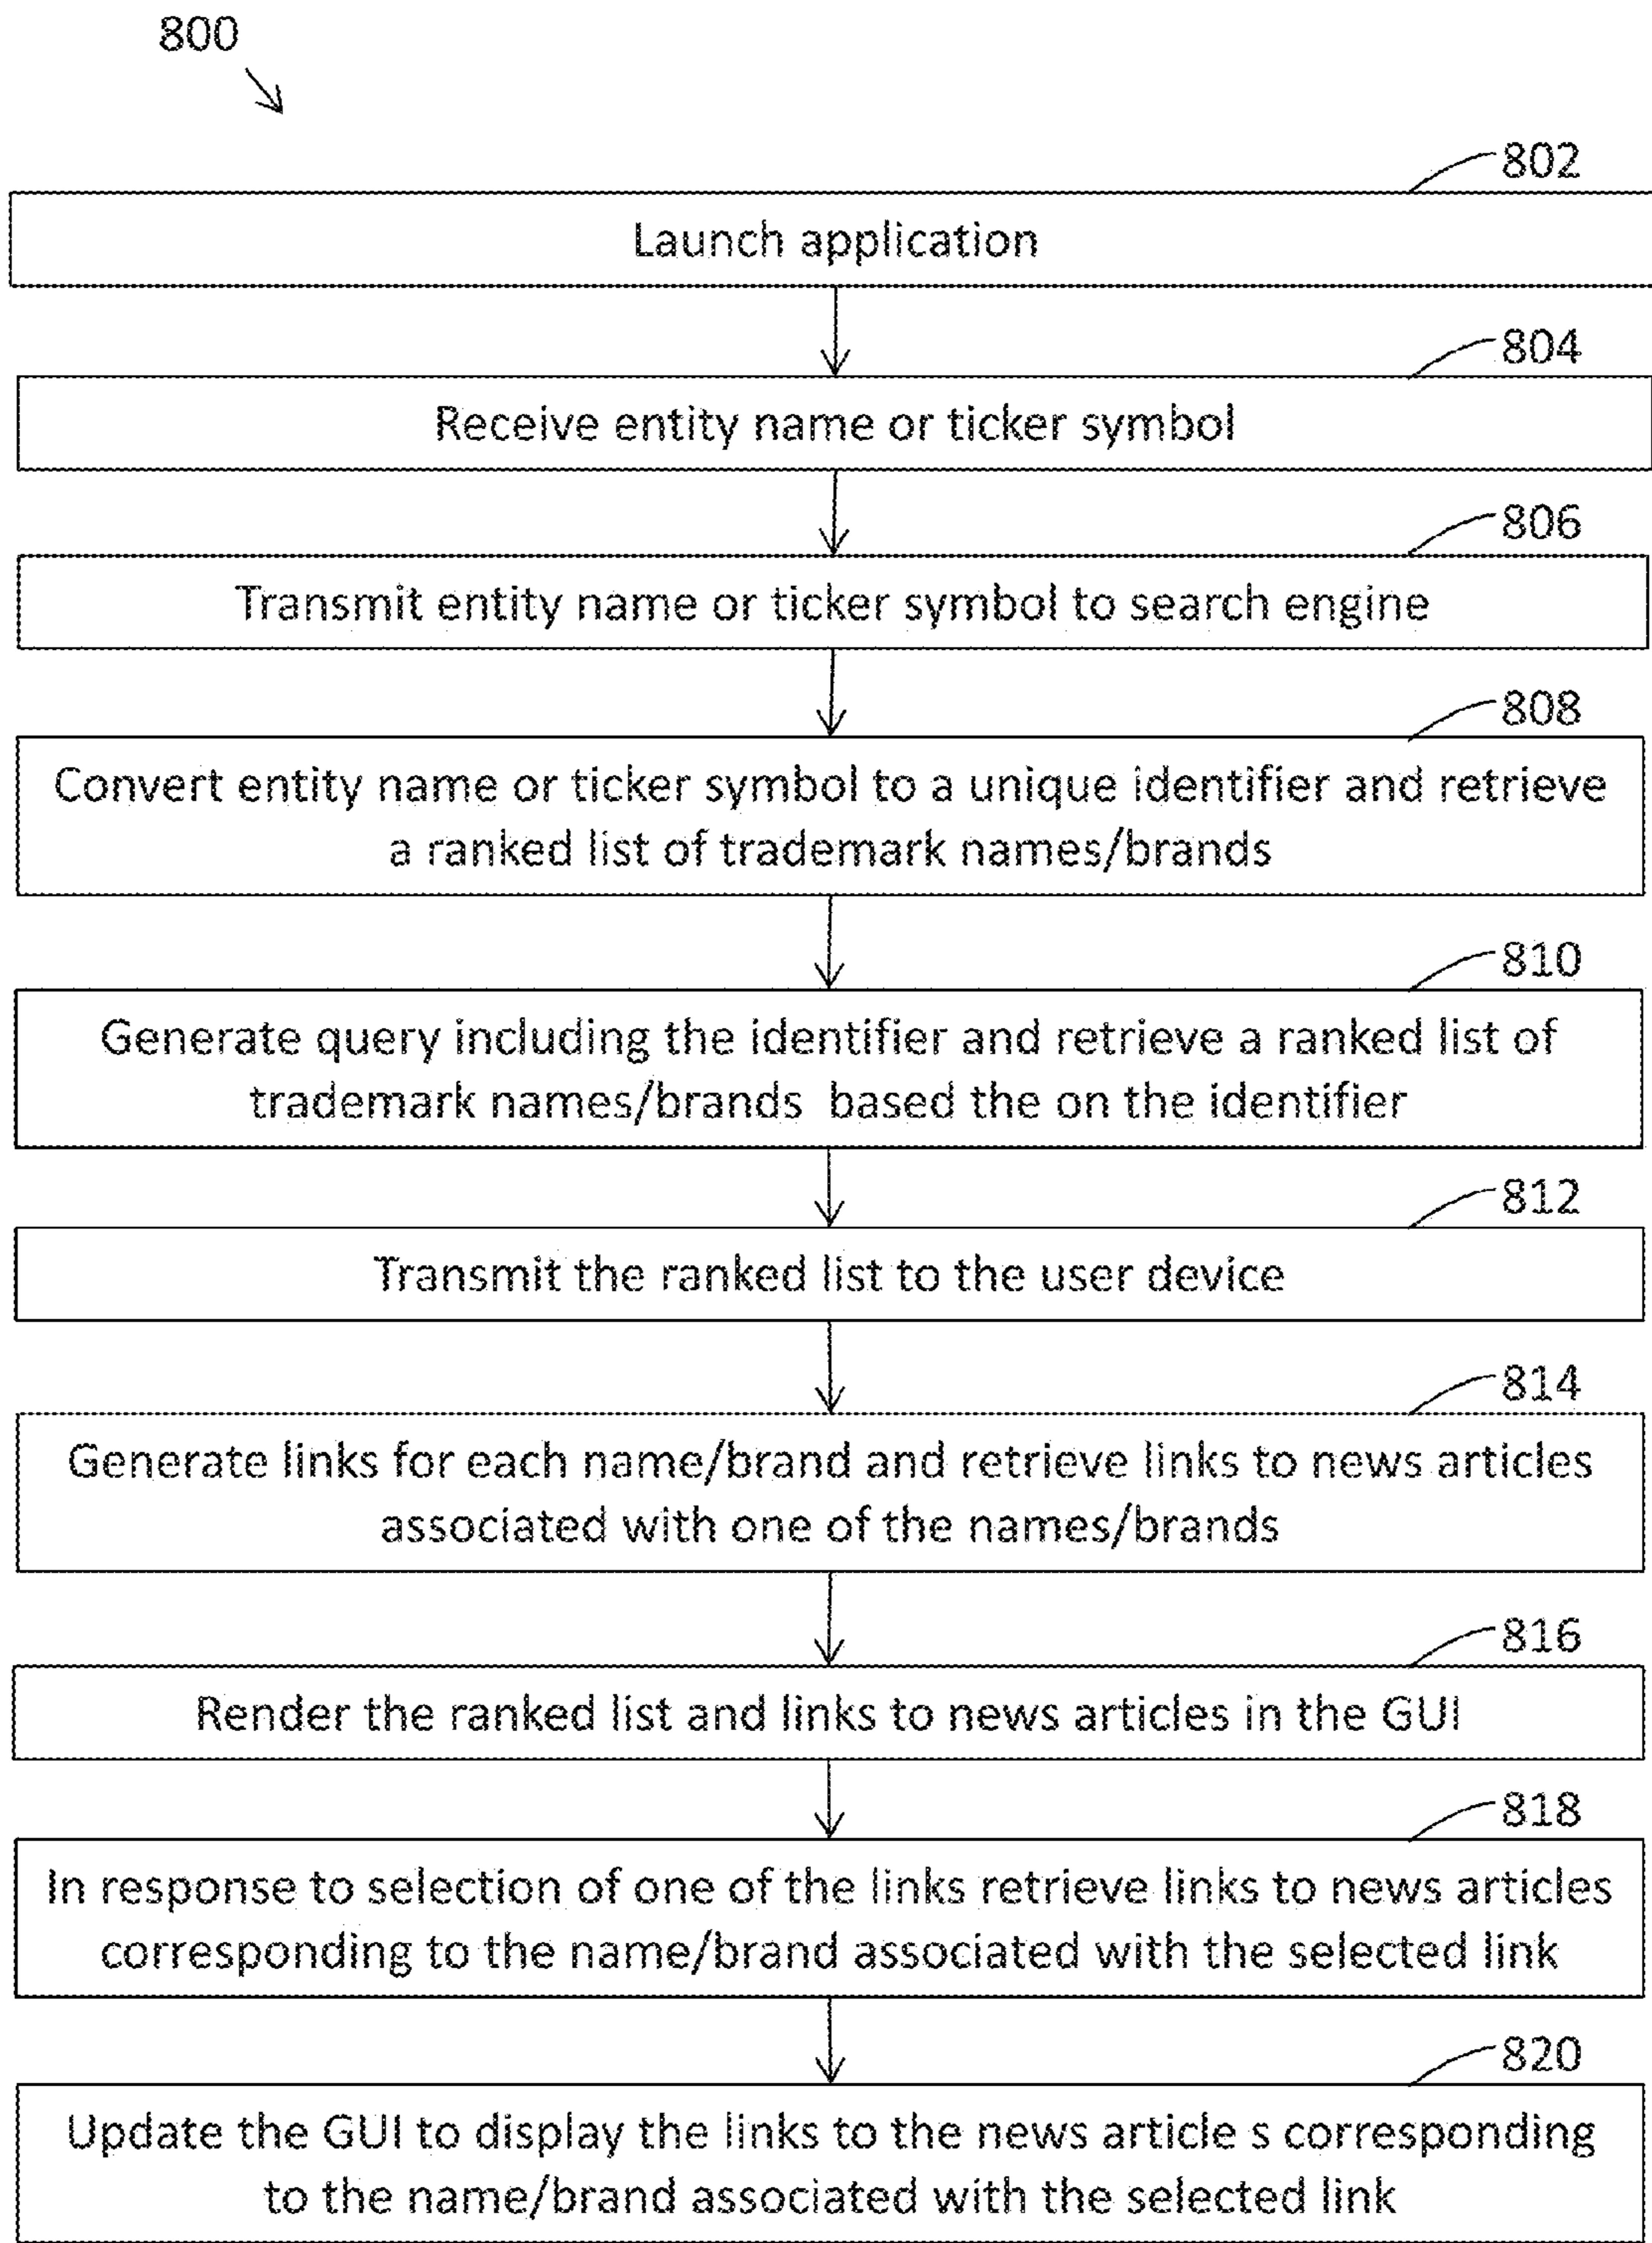 800
802
Launch application
804
Receive entity name or ticker symbol
806
Transmit entity name or ticker symbol to search engine
808
Convert entity name or ticker symbol to a unique identifier and retrieve
a ranked list of trademark names/brands
810
Generate query including the identifier and retrieve a ranked list of
trademark names/brands  based the on the identifier
812
Transmit the ranked list to the user device
814
Generate links for each name/brand and retrieve links to news articles
associated with one of the names/brands
816
Render the ranked list and links to news articles in the GUI
818
In response to selection of one of the links retrieve links to news articles
corresponding to the name/brand associated with the selected link
820
Update the GUI to display the links to the news article s corresponding
to the name/brand associated with the selected link